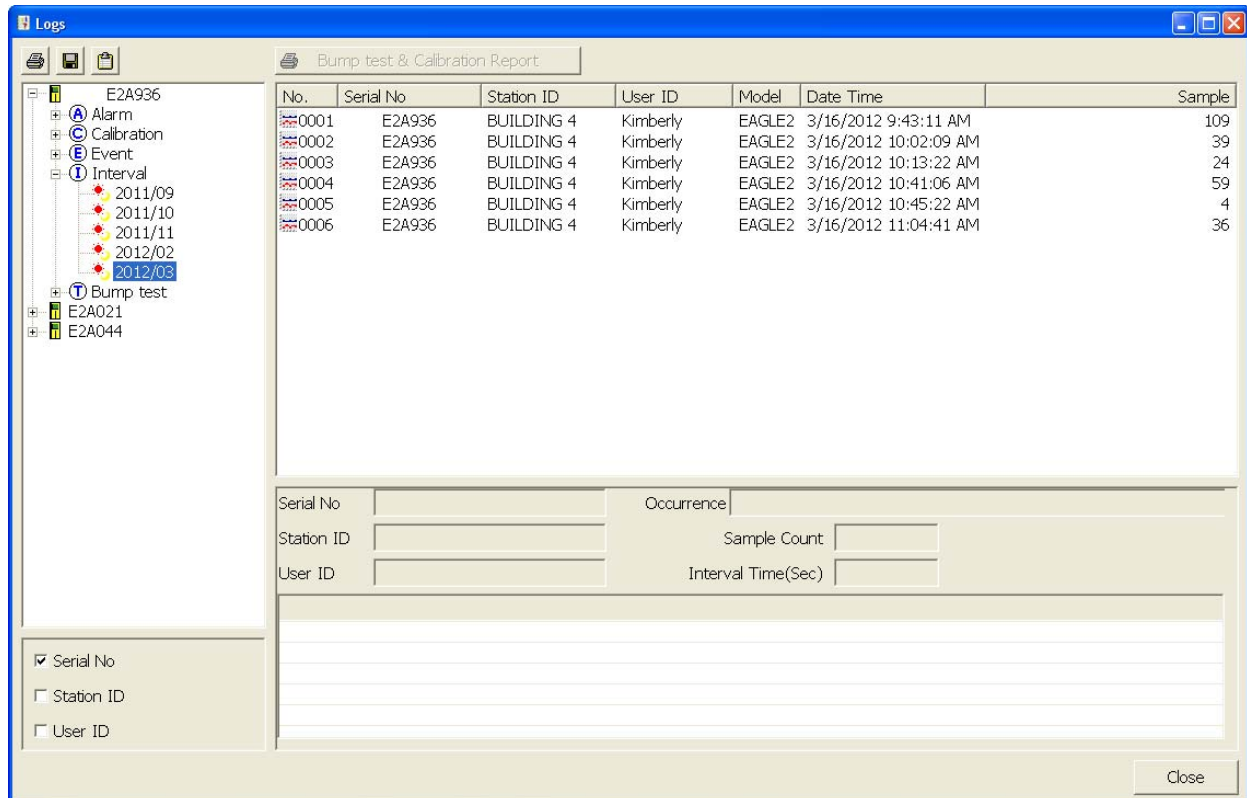 Logs
Bump test & Calibration Report
E2A936
Alarm
Calibration
Event
Interval
2011/09
2011/10
2011/11
2012/02
2012/03
Bump test
E2A021
E2A044
No. Serial No Station ID User ID Model Date Time Sample
0001 E2A936 BUILDING 4 Kimberly EAGLE2 3/16/2012 9:43:11 AM 109
0002 E2A936 BUILDING 4 Kimberly EAGLE2 3/16/2012 10:02:09 AM 39
0003 E2A936 BUILDING 4 Kimberly EAGLE2 3/16/2012 10:13:22 AM 24
0004 E2A936 BUILDING 4 Kimberly EAGLE2 3/16/2012 10:41:06 AM 59
0005 E2A936 BUILDING 4 Kimberly EAGLE2 3/16/2012 10:45:22 AM 4
0006 E2A936 BUILDING 4 Kimberly EAGLE2 3/16/2012 11:04:41 AM 36
Serial No Occurrence
Station ID Sample Count
User ID Interval Time(Sec)
Serial No
Station ID
User ID
Close